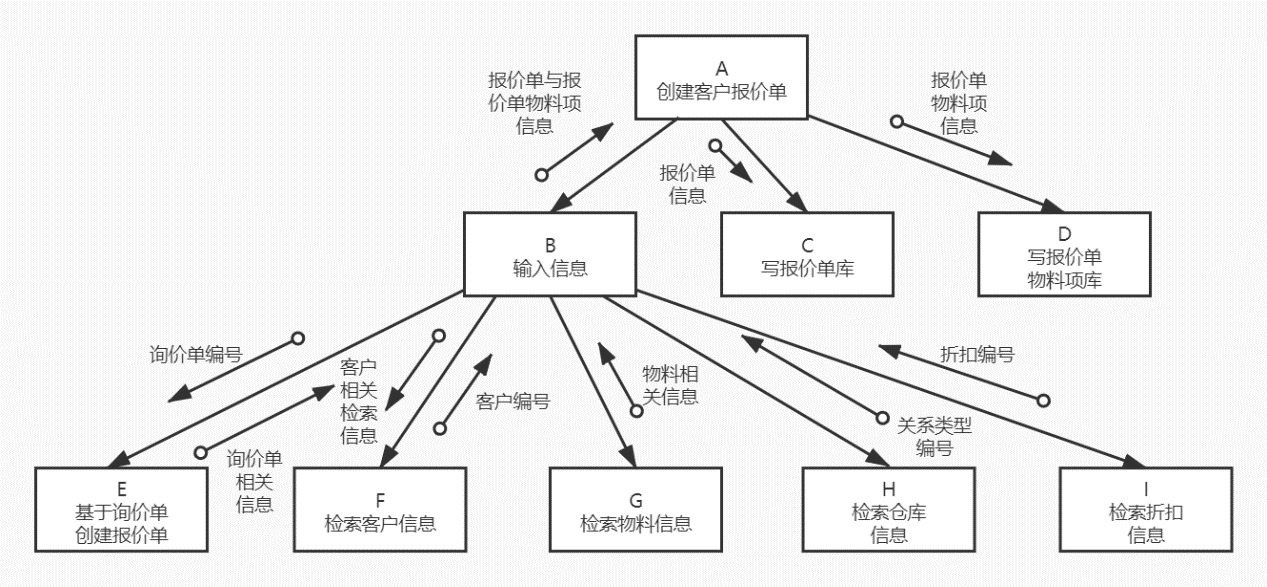 A
创建客户报价单
报价单与报
价单物料项
信息
报价单
信息
报价单
物料项
信息
B
输入信息
C
写报价单库
D
写报价单
物料项库
询价单编号
询价单
相关
信息
客户
相关
检索
信息
客户编号
物料相
关信息
关系类型
编号
折扣编号
E
基于询价单
创建报价单
F
检索客户信息
G
检索物料信息
H
检索仓库
信息
I
检索折扣
信息